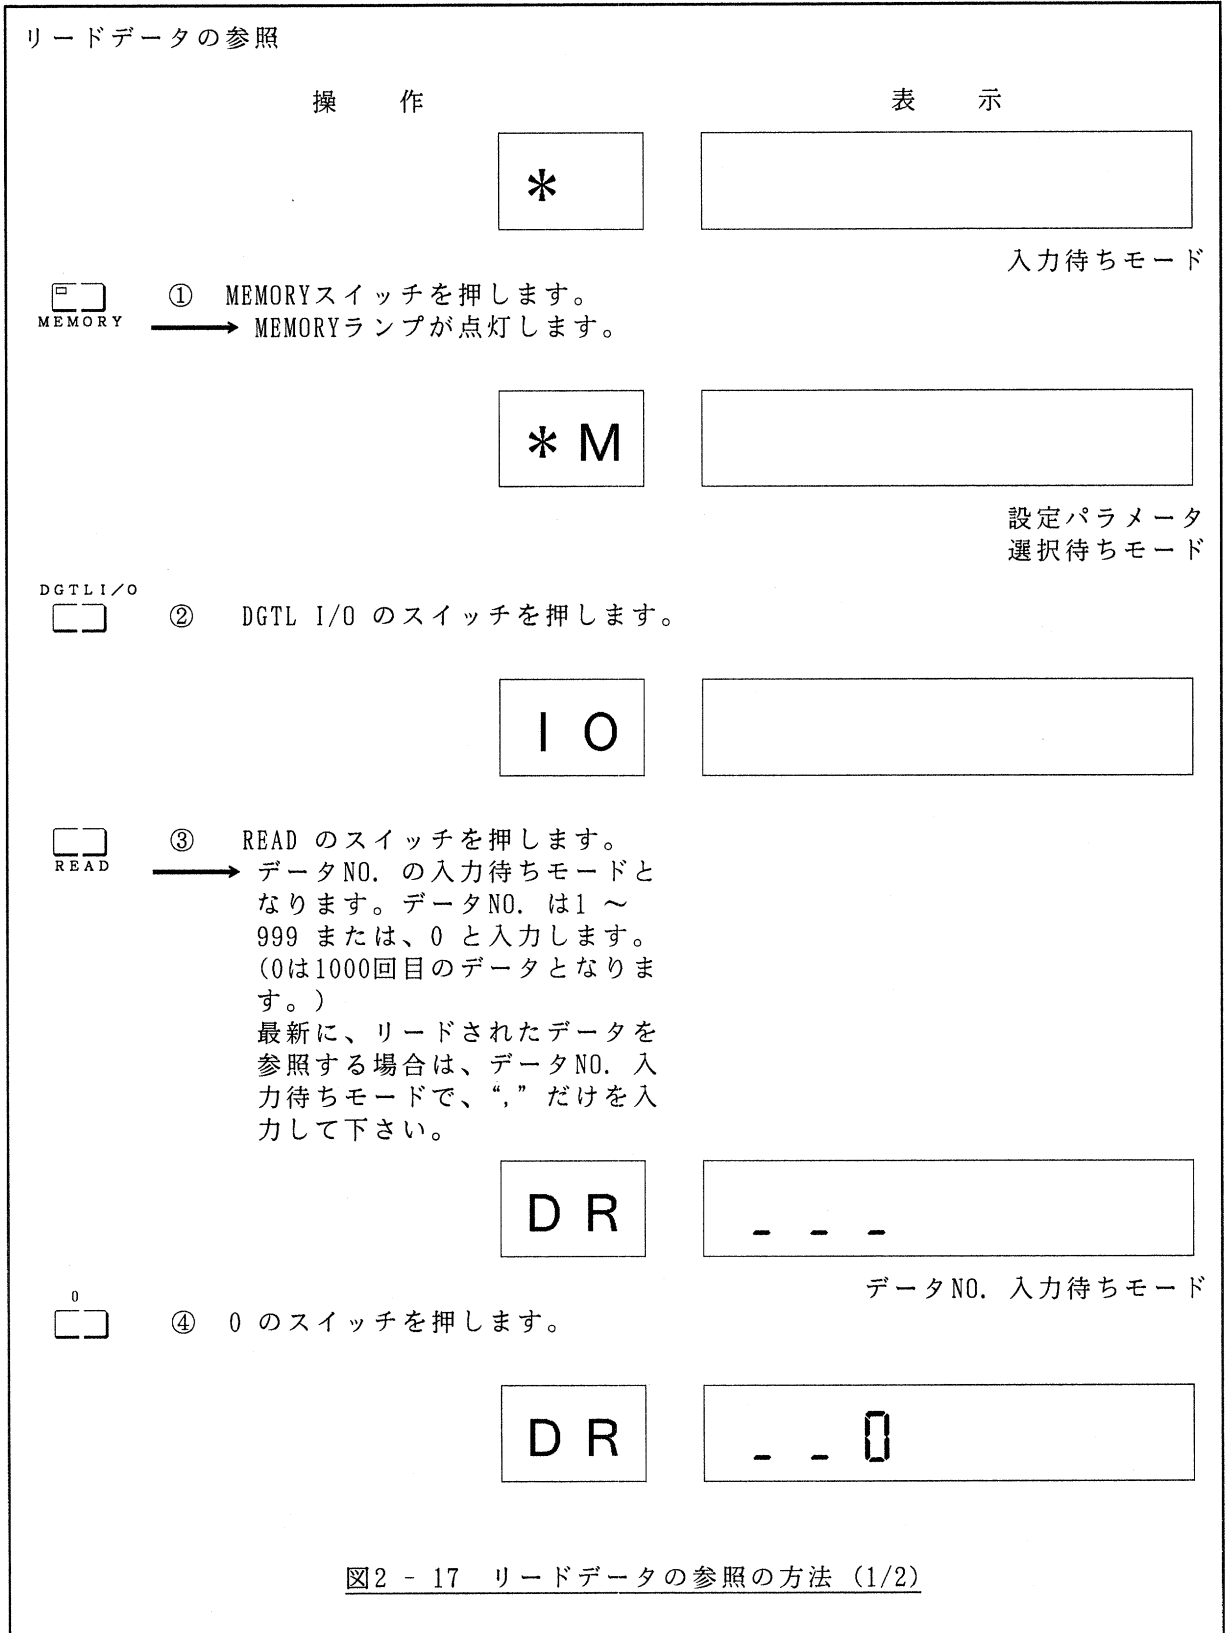 リードデータの参照
操　作　　表　示
*
入力待ちモード
① MEMORYスイッチを押します。
MEMORY
MEMORYランプが点灯します。
*M
設定パラメータ
選択待ちモード
DGTLI/O
② DGTL I/O のスイッチを押します。
IO
③ READ のスイッチを押します。
READ
データNO. の入力待ちモードと
なります。データNO. は1 ～
999 または、0 と入力します。
(0は1000回目のデータとなりま
す。)
最新に、リードされたデータを
参照する場合は、データNO. 入
力待ちモードで、“,” だけを入
力して下さい。
DR _ _ _
データNO. 入力待ちモード
0
④ 0 のスイッチを押します。
DR _ _ 0
図2 - 17 リードデータの参照の方法 (1/2)